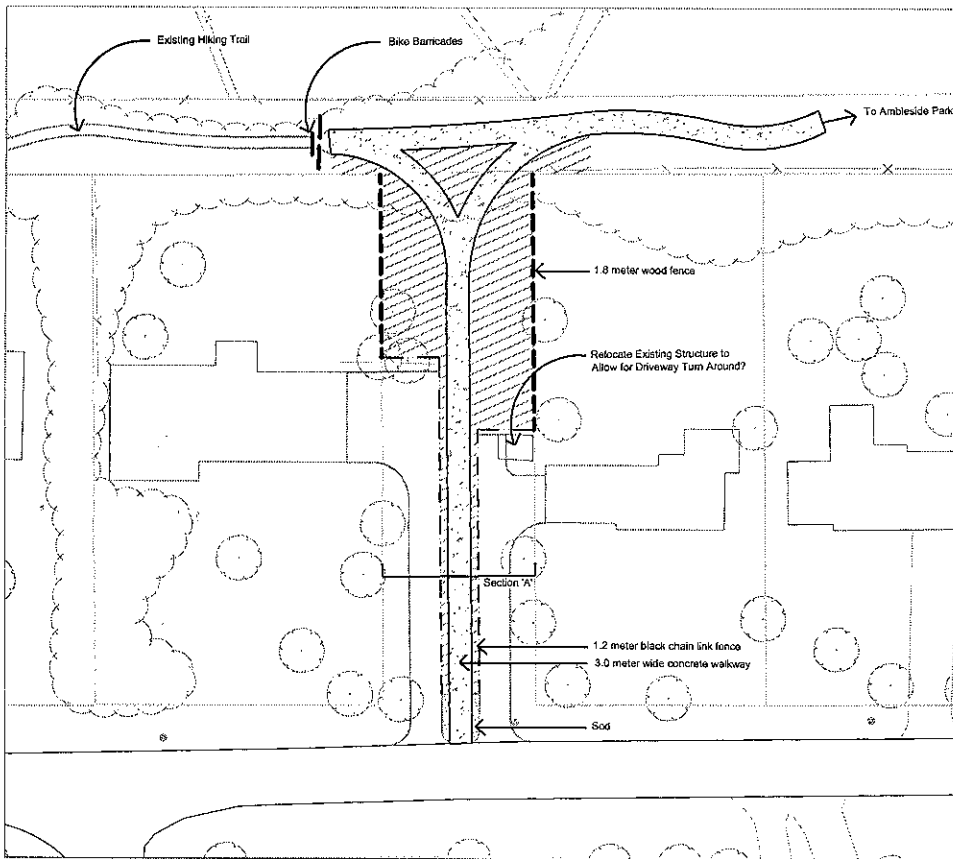 Existing Hiking Trail
Bike Barricades
To Ambleside Park
1.8 meter wood fence
Relocate Existing Structure to
Allow for Driveway Turn Around?
Section 'A'
1.2 meter black chain link fence
3.0 meter wide concrete walkway
Sod